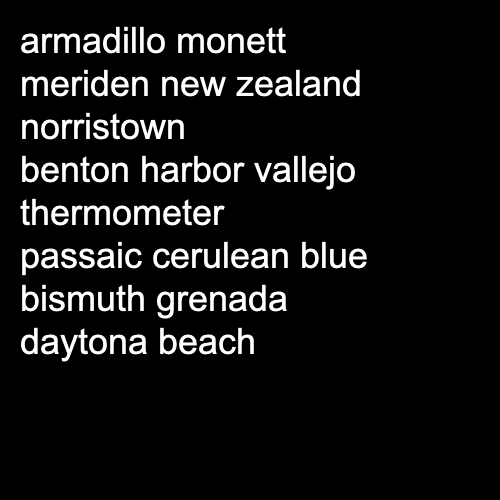 armadillo monett
meriden new zealand
norristown
benton harbor vallejo
thermometer
passaic cerulean blue
bismuth grenada
daytona beach